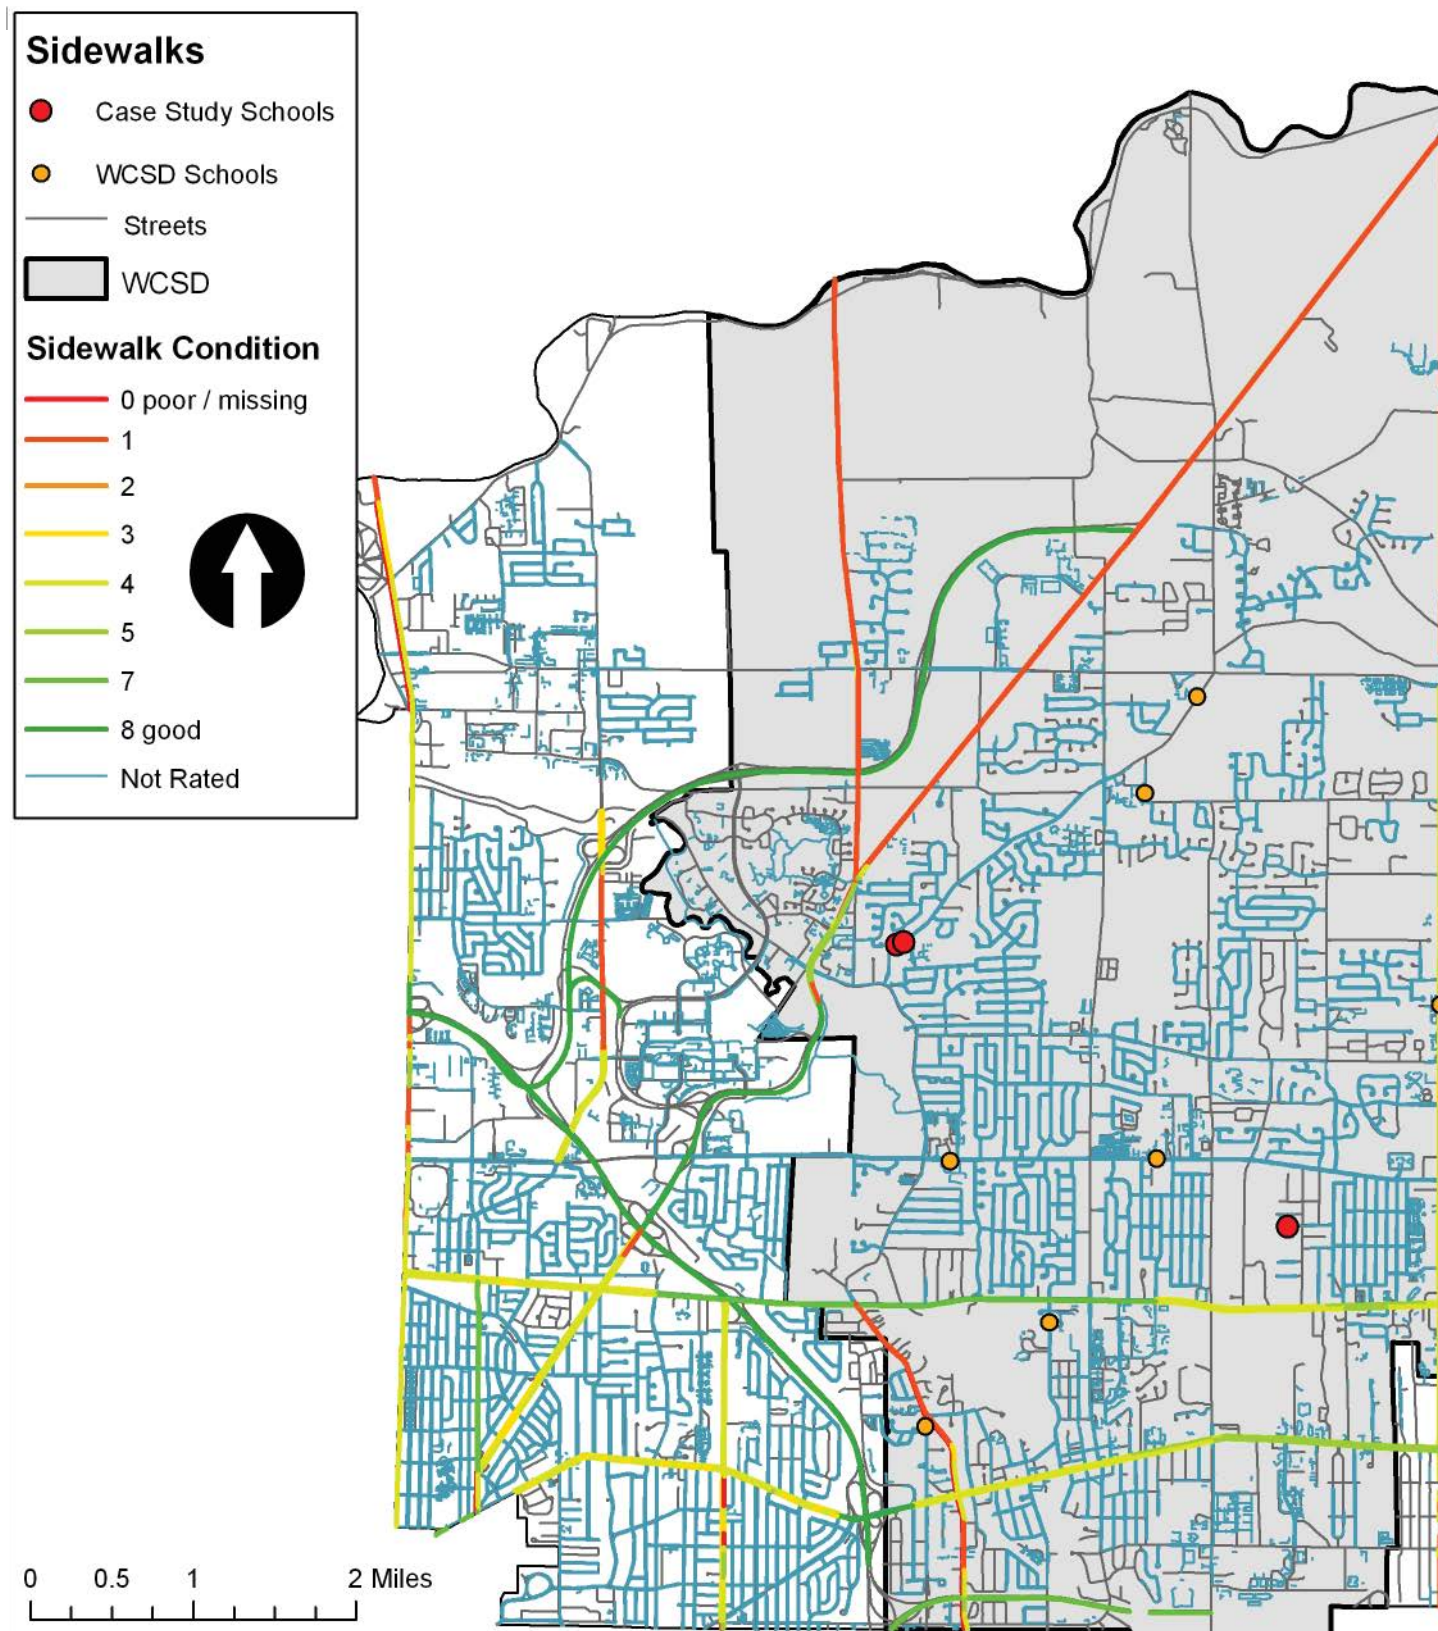 Sidewalks
Case Study Schools
WCSD Schools
Streets
WCSD
Sidewalk Condition
0 poor / missing
1
2
3
4
5
7
8 good
Not Rated
0 0.5 1 2 Miles